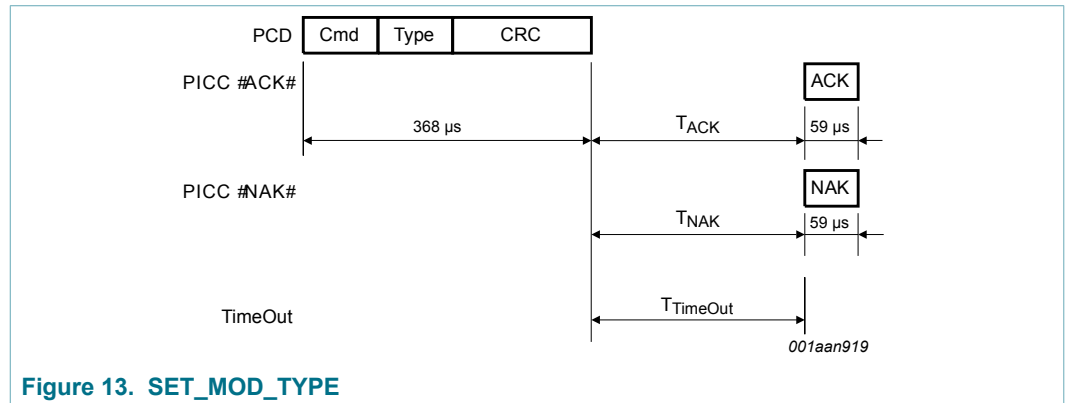 PCD Cmd Type CRC
PICC #ACK# ACK
368 µs TACK 59 µs
PICC #NAK# NAK
TNAK 59 µs
TimeOut TTimeOut
001aan919
Figure 13. SET_MOD_TYPE